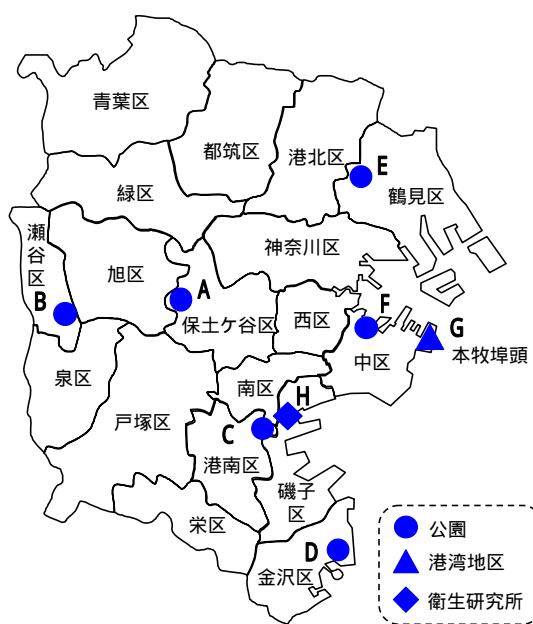 青葉区
都筑区
港北区
E
緑区
鶴見区
瀬谷区
神奈川区
旭区
A
B
F
保土ケ谷区
西区
G
本牧埠頭
中区
泉区
南区
H
戸塚区
C
港南区
磯子区
栄区
D
金沢区
公園
港湾地区
衛生研究所